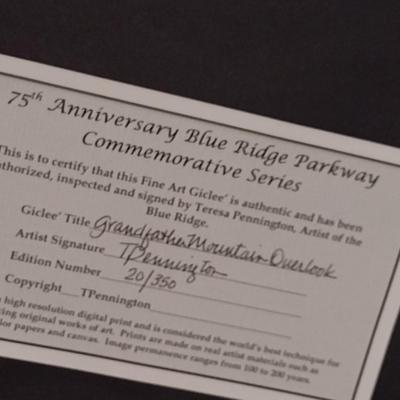 75th Anniversary Blue Ridge Parkway
Commemorative Series
This is to certify that this Fine Art Giclee' is authentic and has been
authorized, inspected and signed by Teresa Pennington, Artist of the
Blue Ridge.
Giclee' Title Grandfather Mountain Overlook
Artist Signature TPennington
Edition Number 20/350
Copyright TPennington
high resolution digital print and is considered the world's best technique for
original works of art. Prints are made on real artist materials such as
papers and canvas. Image permanence ranges from 100 to 200 years.